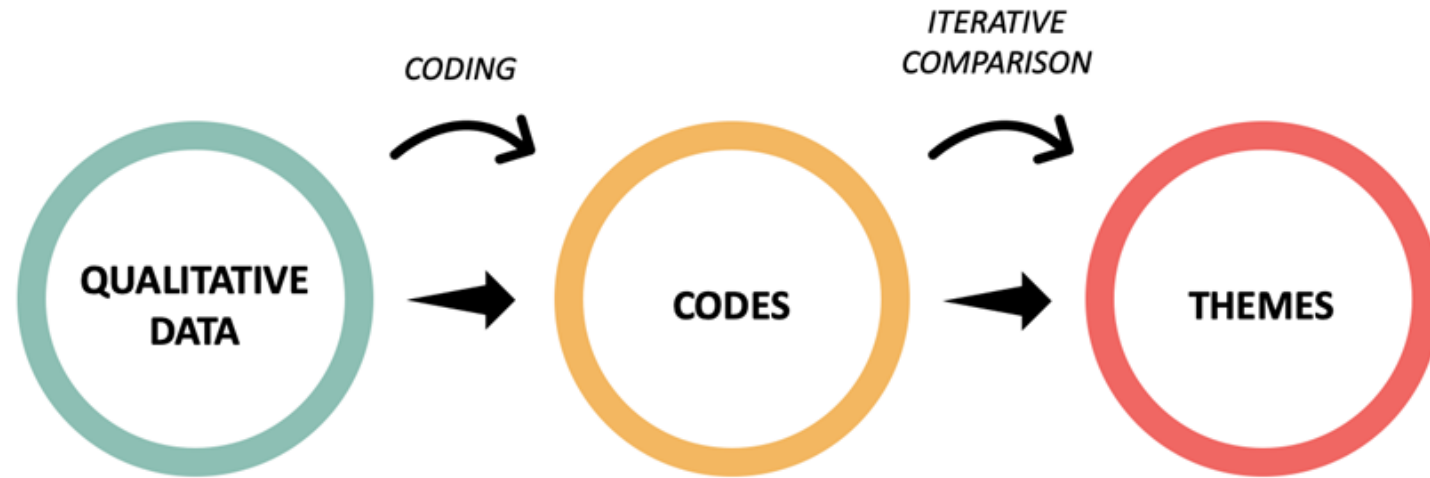 CODING
ITERATIVE
COMPARISON
QUALITATIVE
DATA
CODES
THEMES